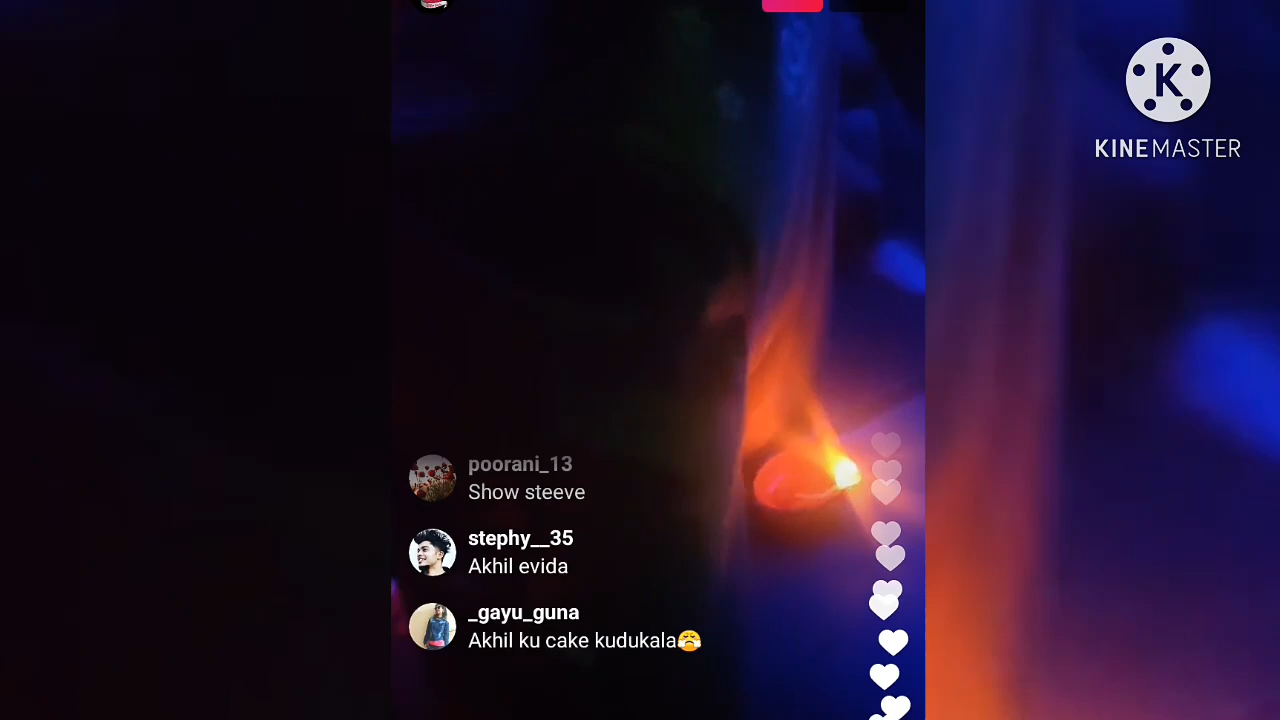 K
KINEMASTER
poorani_13
Show steeve
stephy__35
Akhil evida
_gayu_guna
Akhil ku cake kudukala😤